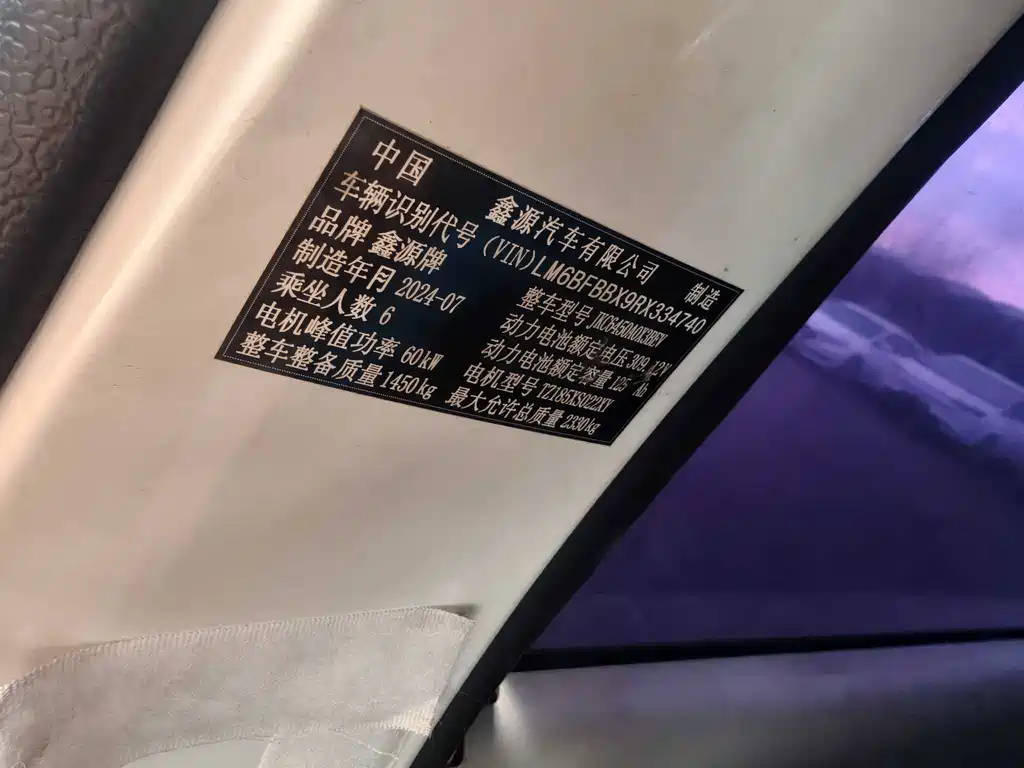 中国 鑫源汽车有限公司 制造
车辆识别代号(VIN)LM6BFBBX9RX334740
品牌 鑫源牌 整车型号
制造年月 2024-07 动力电池额定电压
乘坐人数 6 动力电池额定容量
电机峰值功率 60kW 电机型号 TZ185XS022XY
整车整备质量 1450kg 最大允许总质量 2330kg